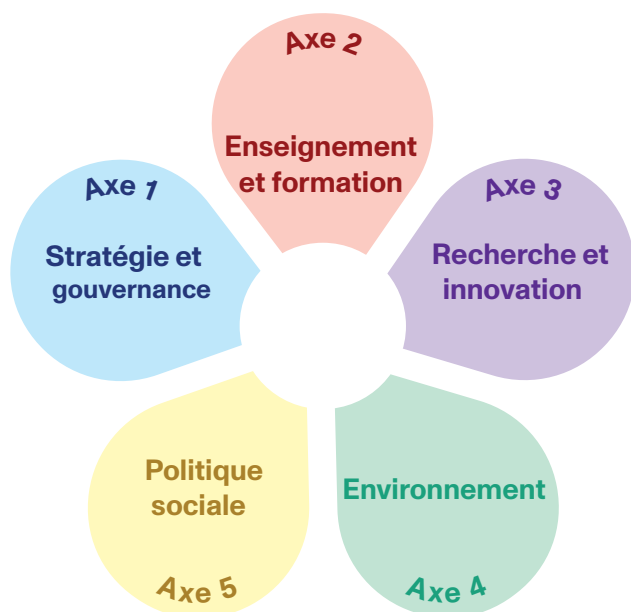 Axe 1
Stratégie et
gouvernance
Axe 2
Enseignement
et formation
Axe 3
Recherche et
innovation
Environnement
Axe 4
Politique
sociale
Axe 5